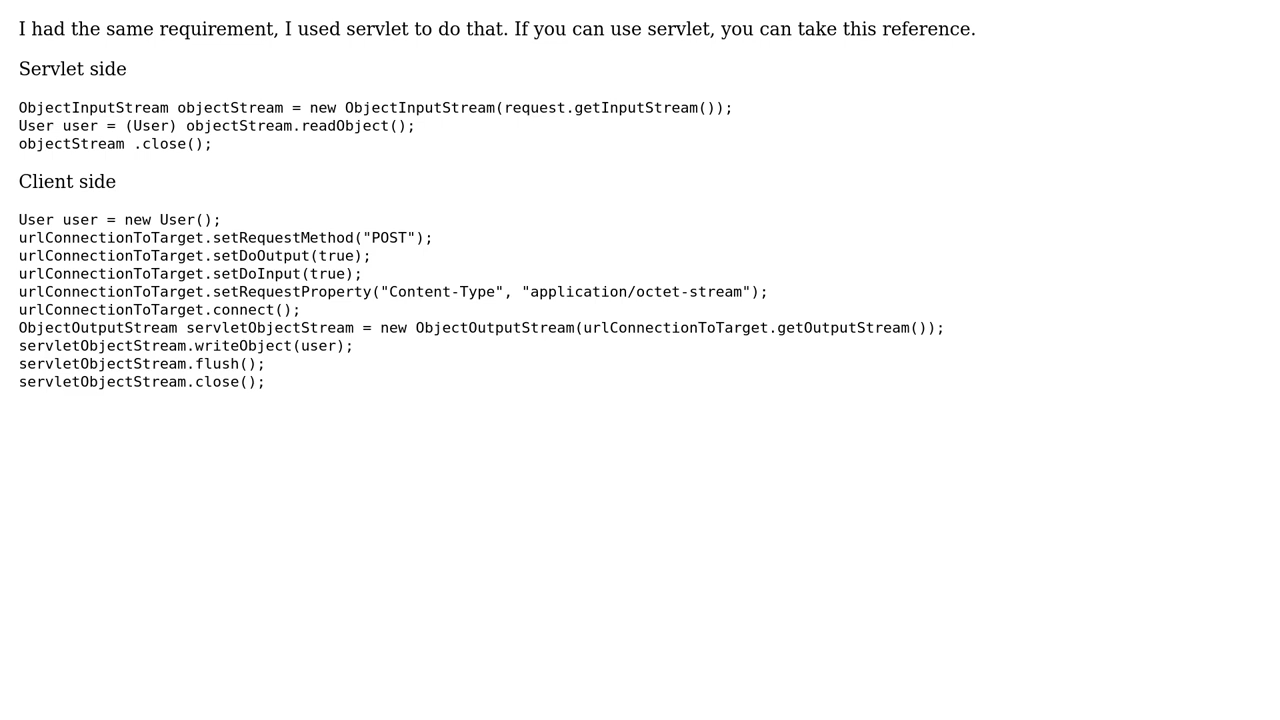 I had the same requirement, I used servlet to do that. If you can use servlet, you can take this reference.
Servlet side
ObjectInputStream objectStream = new ObjectInputStream(request.getInputStream());
User user = (User) objectStream.readObject();
objectStream .close();
Client side
User user = new User();
urlConnectionToTarget.setRequestMethod("POST");
urlConnectionToTarget.setDoOutput(true);
urlConnectionToTarget.setDoInput(true);
urlConnectionToTarget.setRequestProperty("Content-Type", "application/octet-stream");
urlConnectionToTarget.connect();
ObjectOutputStream servletObjectStream = new ObjectOutputStream(urlConnectionToTarget.getOutputStream());
servletObjectStream.writeObject(user);
servletObjectStream.flush();
servletObjectStream.close();